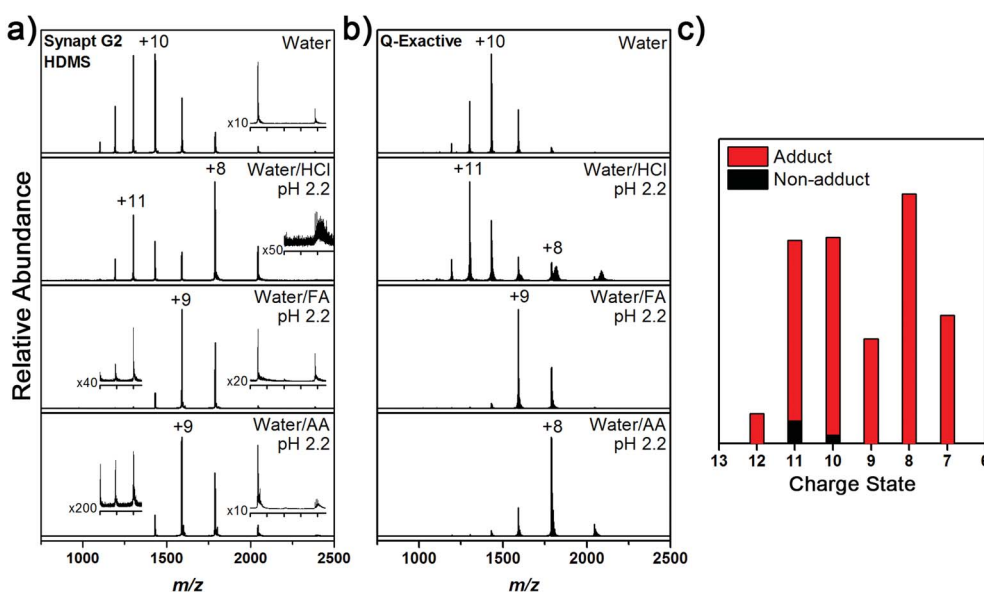 a)
Synapt G2
HDMS
+10
Water
x10
Water/HCl
pH 2.2
+8
+11
x50
Water/FA
pH 2.2
+9
x40
x20
Water/AA
pH 2.2
+9
x200
x10
Relative Abundance
1000 1500 2000 2500
m/z
b)
Q-Exactive
+10
Water
Water/HCl
pH 2.2
+11
+8
Water/FA
pH 2.2
+9
Water/AA
pH 2.2
+8
1000 1500 2000 2500
m/z
c)
Adduct
Non-adduct
13 12 11 10 9 8 7 6
Charge State